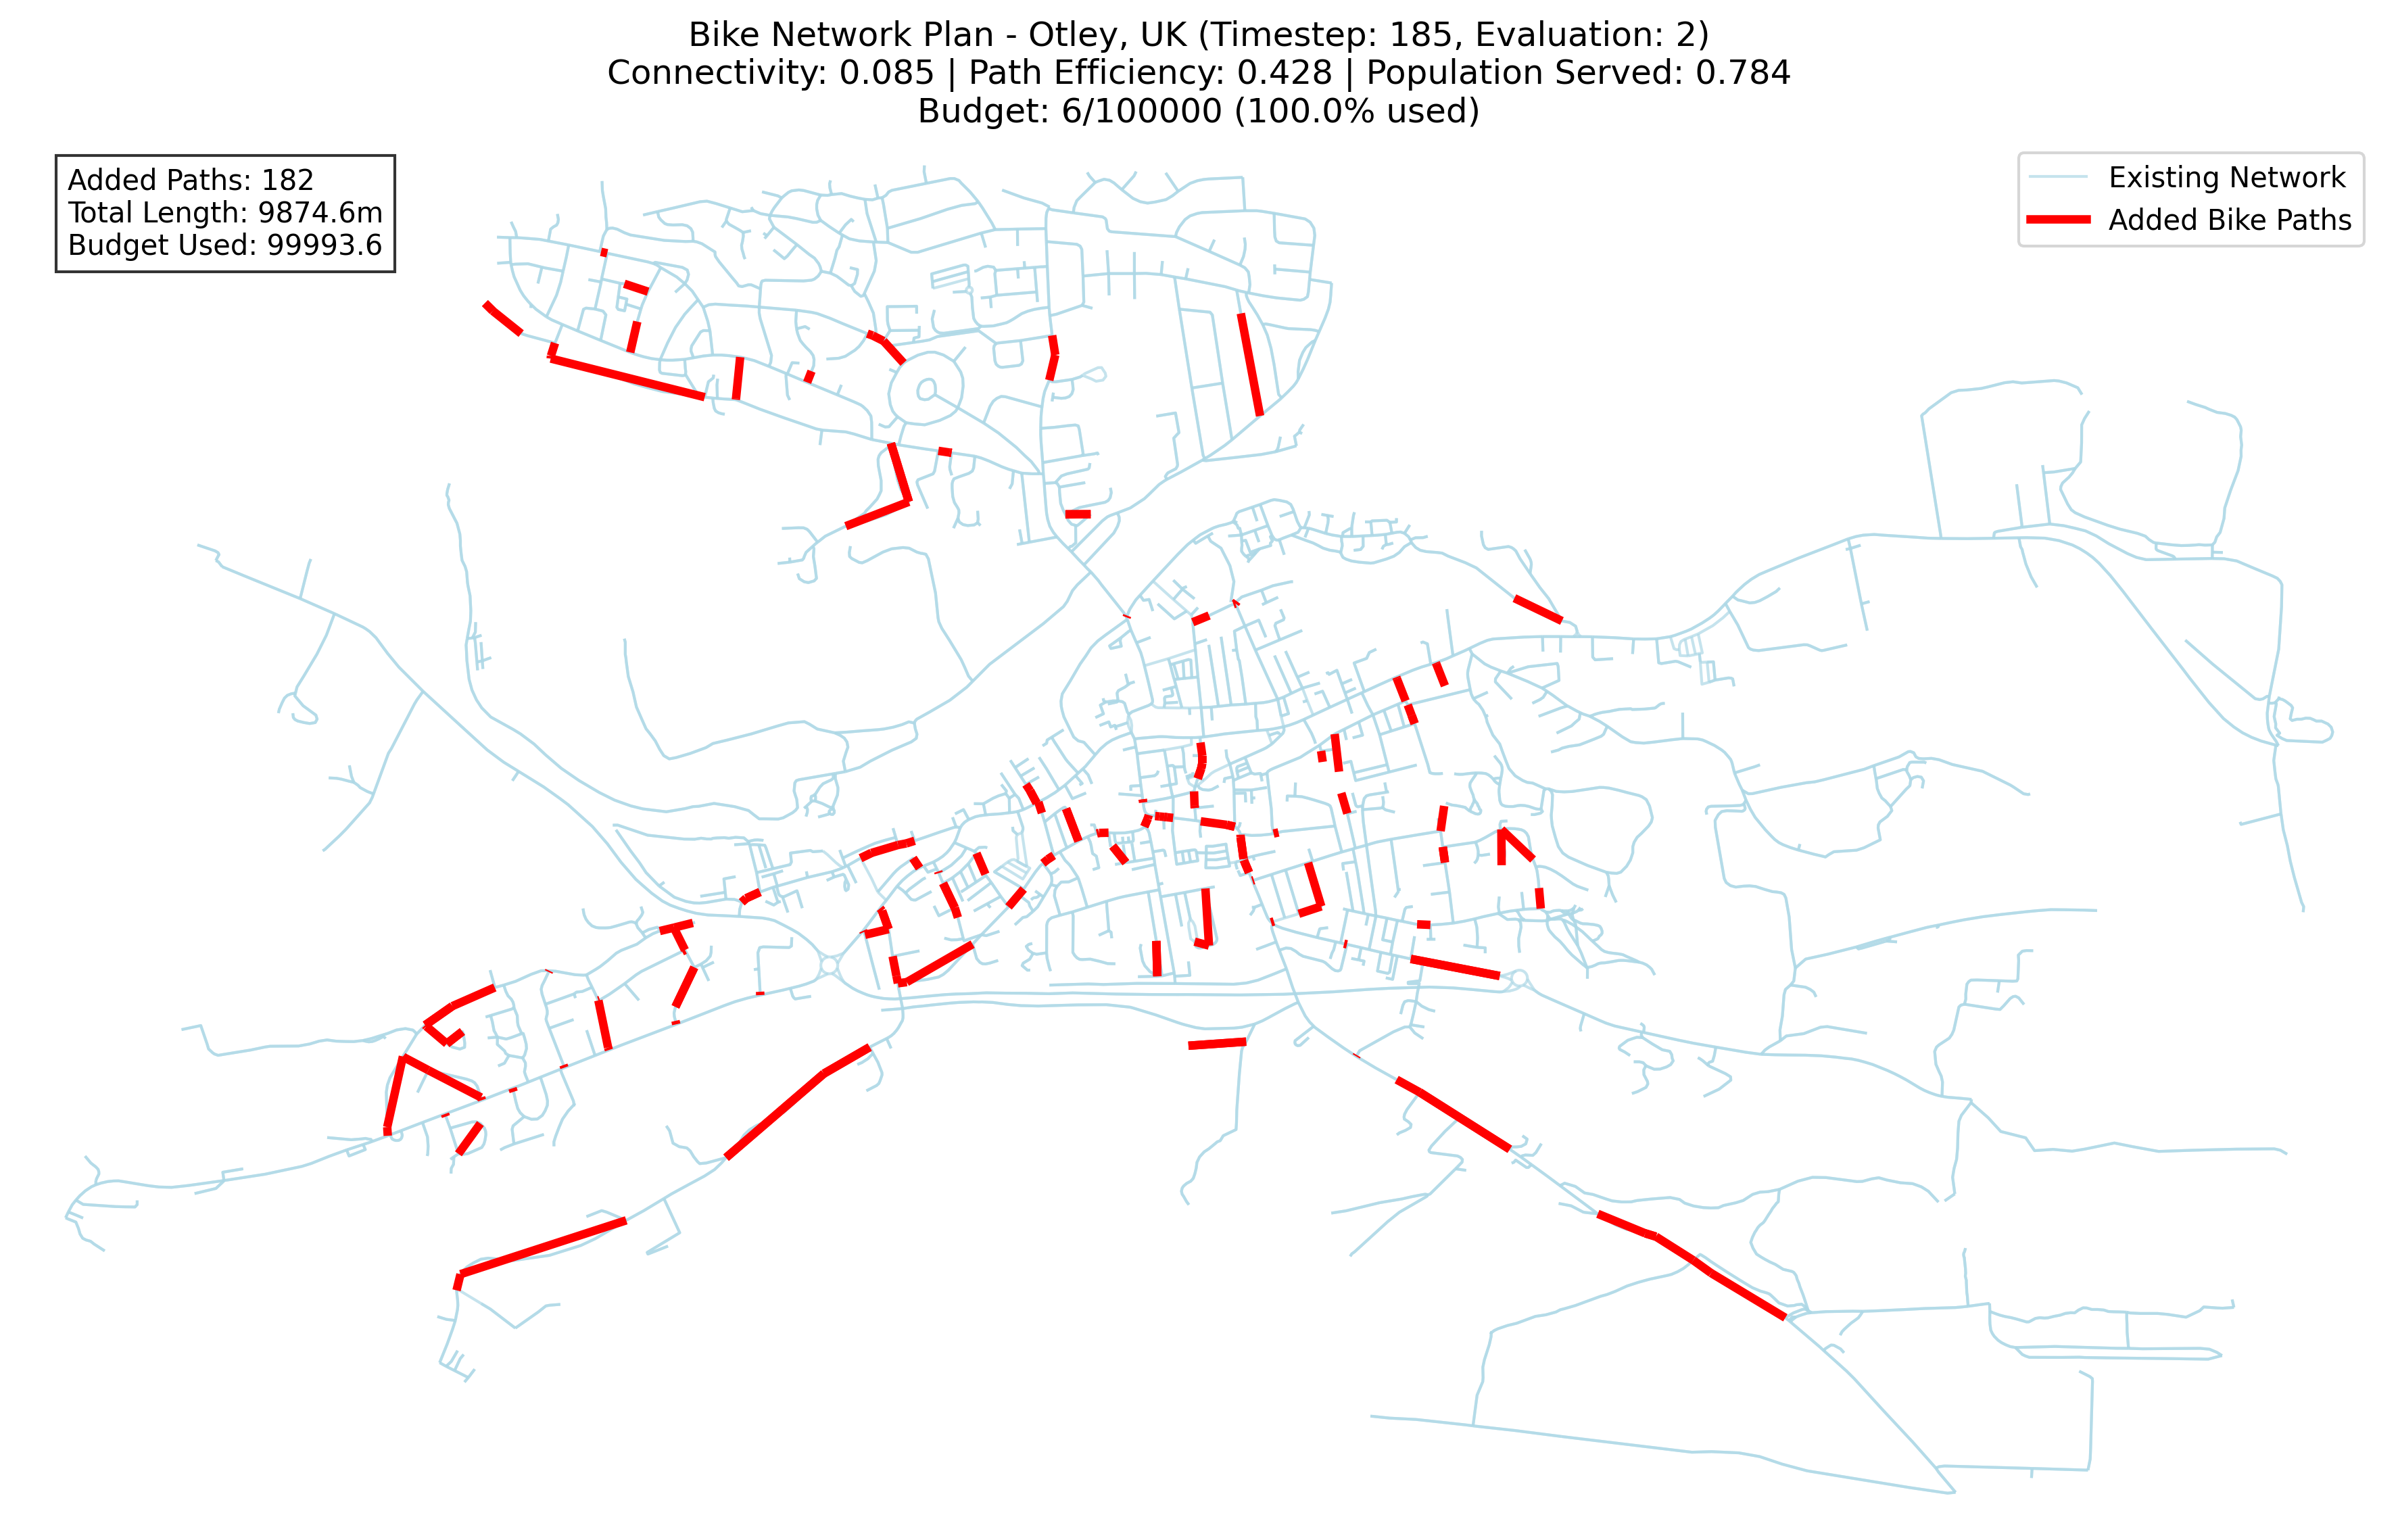 Bike Network Plan - Otley, UK (Timestep: 185, Evaluation: 2)
Connectivity: 0.085 | Path Efficiency: 0.428 | Population Served: 0.784
Budget: 6/100000 (100.0% used)
Added Paths: 182
Total Length: 9874.6m
Budget Used: 99993.6
Existing Network
Added Bike Paths